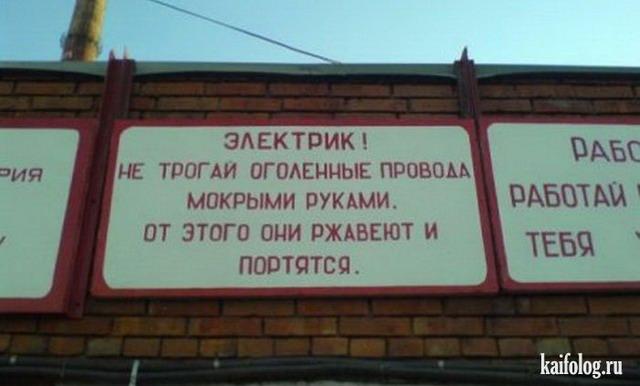 РИЯ
ЭЛЕКТРИК!
НЕ ТРОГАЙ ОГОЛЕННЫЕ ПРОВОДА
МОКРЫМИ РУКАМИ.
ОТ ЭТОГО ОНИ РЖАВЕЮТ И
ПОРТЯТСЯ.
РАБО
РАБОТАЙ
ТЕБЯ
kaifolog.ru